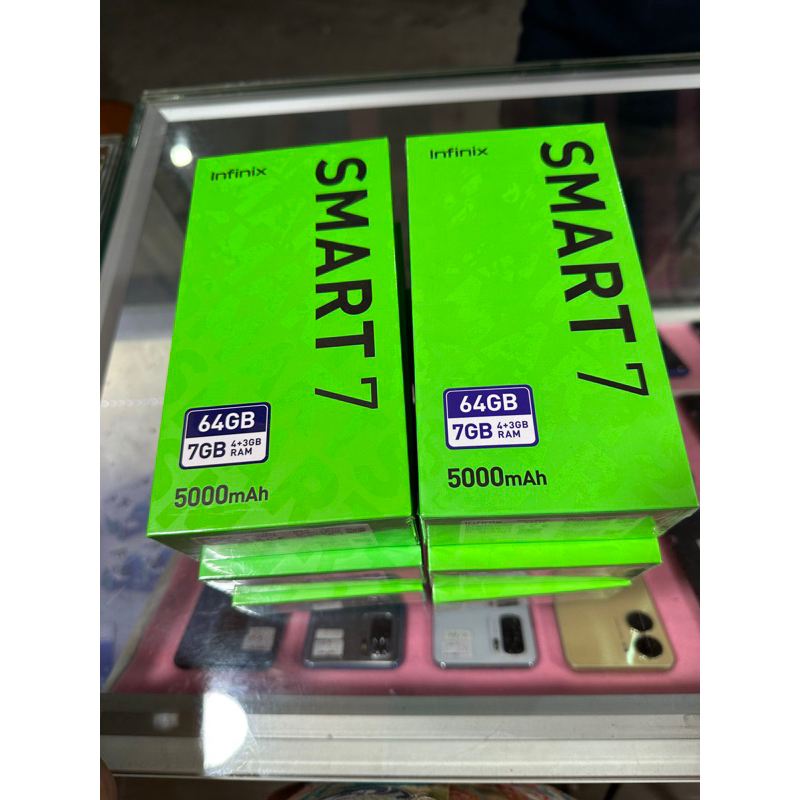 Infinix
SMART 7
64GB
7GB 4+3GB RAM
5000mAh
Infinix
SMART 7
64GB
7GB 4+3GB RAM
5000mAh